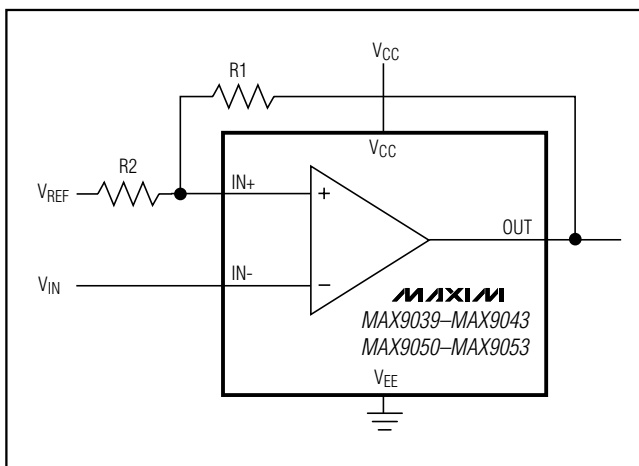 VCC
R1
VCC
R2
VREF
IN+
+
OUT
VIN
IN-
−
MAXIM
MAX9039–MAX9043
MAX9050–MAX9053
VEE